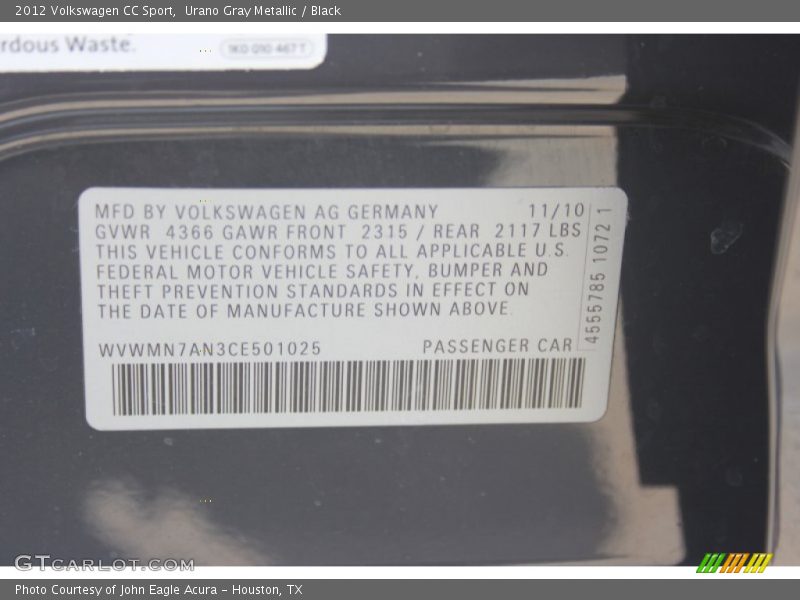 2012 Volkswagen CC Sport, Urano Gray Metallic / Black
rdous Waste.
1K0 010 467 T
MFD BY VOLKSWAGEN AG GERMANY 11/10
GVWR 4366 GAWR FRONT 2315 / REAR 2117 LBS
THIS VEHICLE CONFORMS TO ALL APPLICABLE U.S.
FEDERAL MOTOR VEHICLE SAFETY, BUMPER AND
THEFT PREVENTION STANDARDS IN EFFECT ON
THE DATE OF MANUFACTURE SHOWN ABOVE.
WVWMN7AN3CE501025 PASSENGER CAR
4555785 1072 1
GTCARLOT.COM
Photo Courtesy of John Eagle Acura - Houston, TX